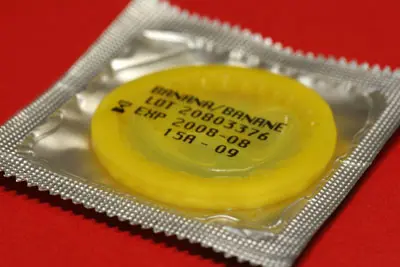 BANANA/BANANE
LOT 20803376
EXP 2008-08
15A - 09